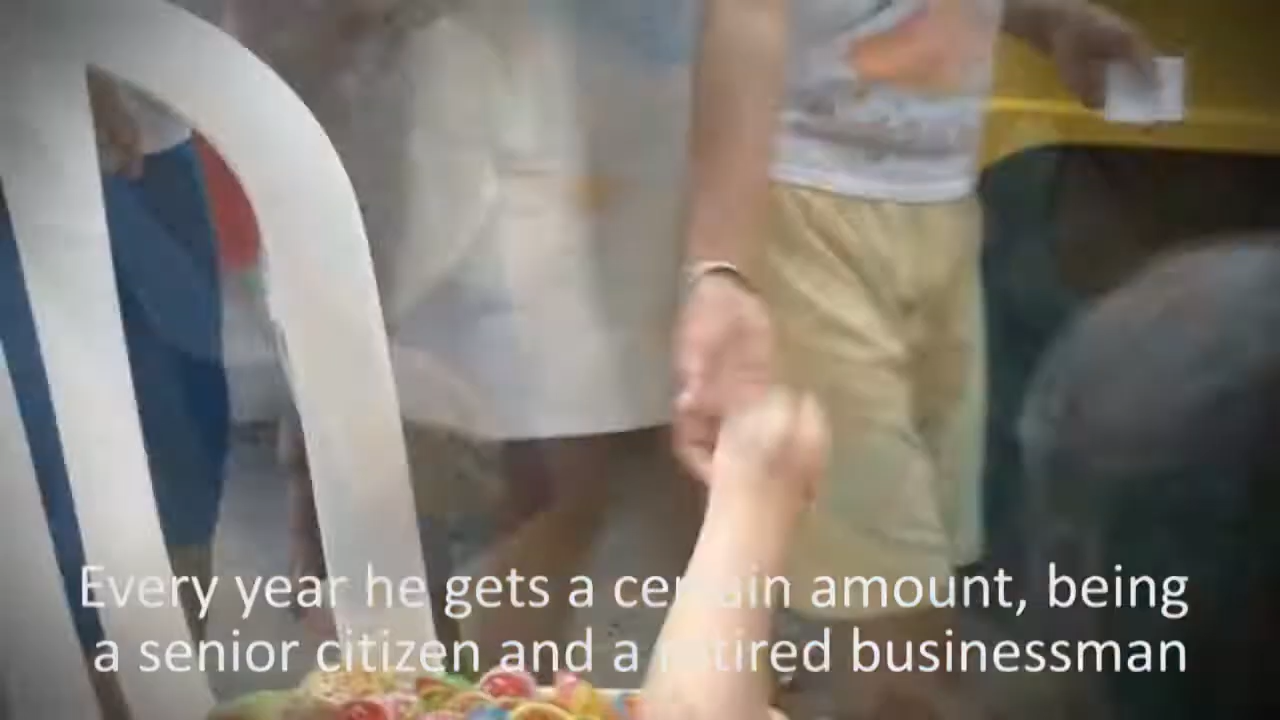 Every year he gets a certain amount, being
a senior citizen and a retired businessman